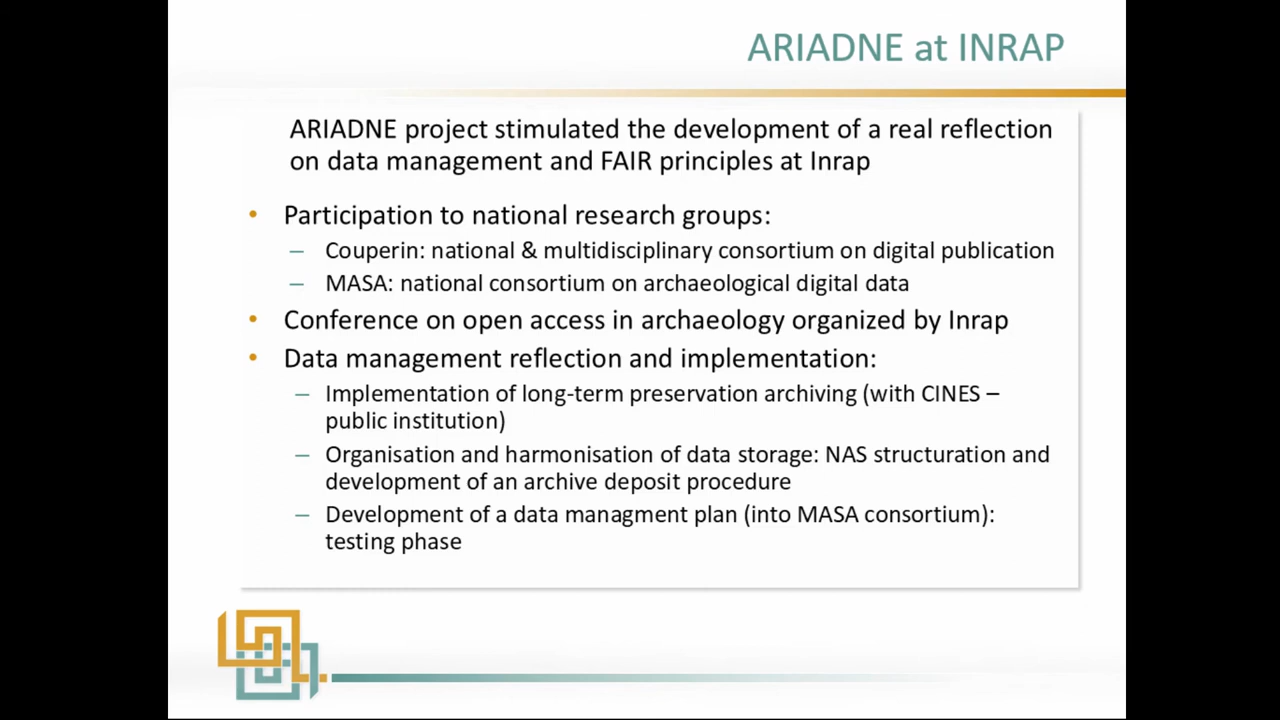 ARIADNE at INRAP
ARIADNE project stimulated the development of a real reflection
on data management and FAIR principles at Inrap
• Participation to national research groups:
– Couperin: national & multidisciplinary consortium on digital publication
– MASA: national consortium on archaeological digital data
• Conference on open access in archaeology organized by Inrap
• Data management reflection and implementation:
– Implementation of long-term preservation archiving (with CINES –
public institution)
– Organisation and harmonisation of data storage: NAS structuration and
development of an archive deposit procedure
– Development of a data managment plan (into MASA consortium):
testing phase